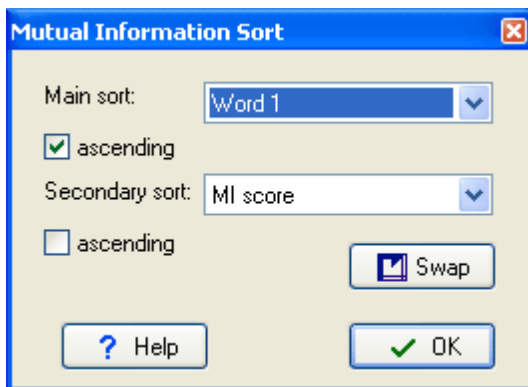 Mutual Information Sort
Main sort: Word 1
ascending
Secondary sort: MI score
ascending
Swap
? Help OK